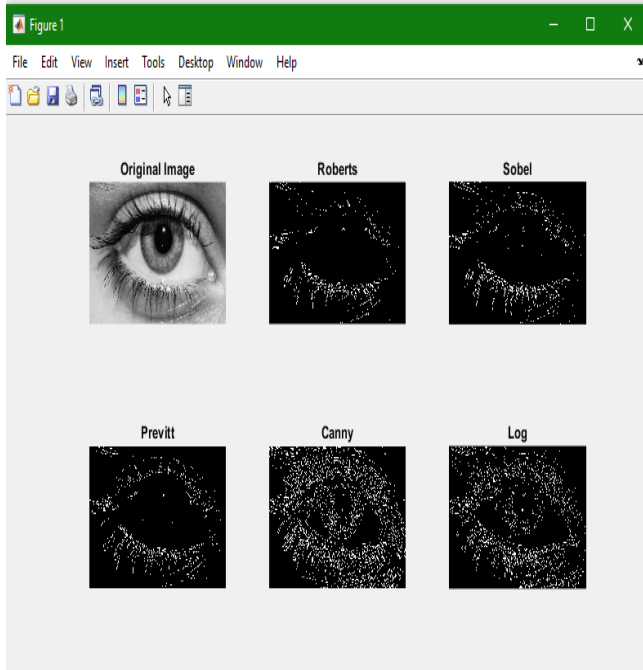 Figure 1
File Edit View Insert Tools Desktop Window Help
Original Image Roberts Sobel
Previtt Canny Log